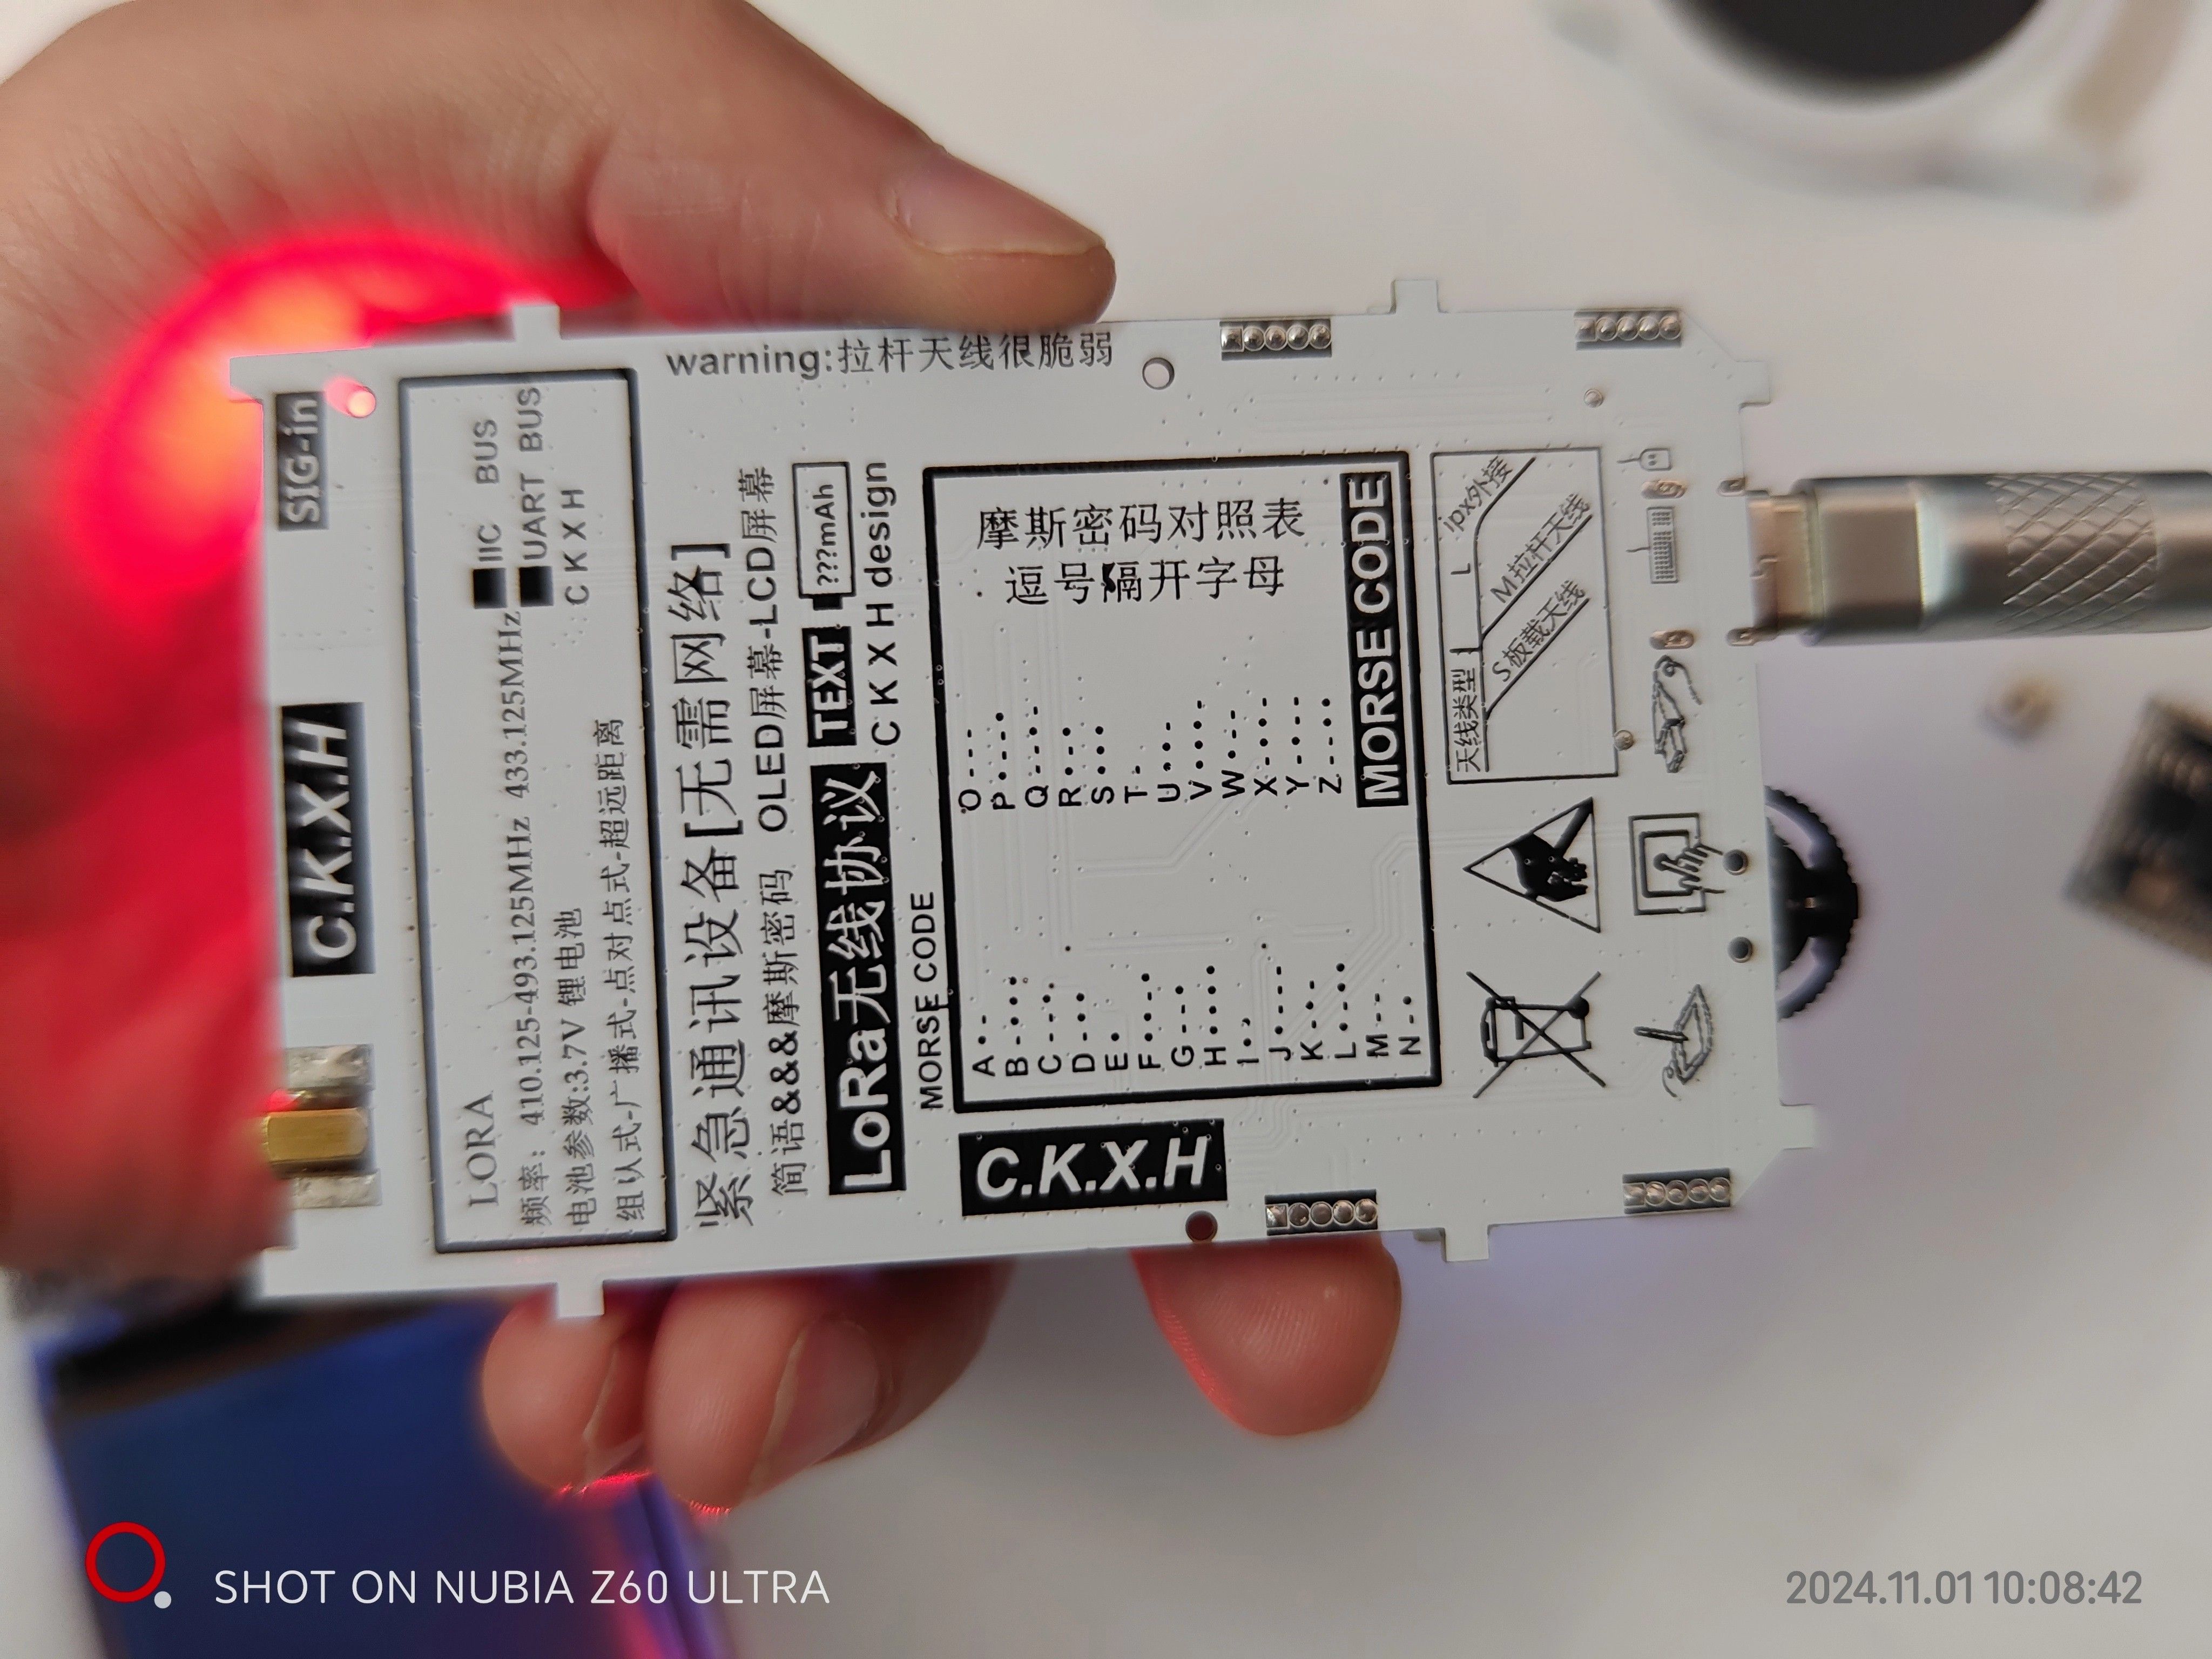 SIG-in
C.K.X.H
LORA
频率：410.125-493.125MHz 433.125MHz
电池参数:3.7V 锂电池
组认式-广播式-点对点式-超远距离
IIC BUS
UART BUS
C K X H
warning:拉杆天线很脆弱
紧急通讯设备[无需网络]
简语&&&摩斯密码 OLED屏幕-LCD屏幕
LoRa无线协议 TEXT ???mAh
MORSE CODE C K X H design
摩斯密码对照表
逗号隔开字母
A
B
C
D
E
F
G
H
I
J
K
L
M
N
O
P
Q
R
S
T
U
V
W
X
Y
Z
MORSE CODE
C.K.X.H
天线类型
L
ipx外接
M拉杆天线
S板载天线
SHOT ON NUBIA Z60 ULTRA
2024.11.01 10:08:42